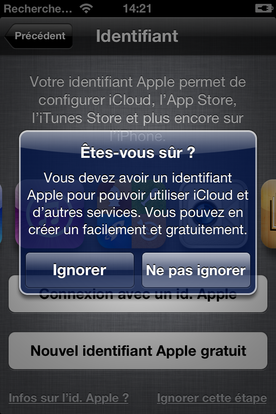 Recherche... 14:21
Précédent Identifiant
Votre identifiant Apple permet de
configurer iCloud, l'App Store,
l'iTunes Store et plus encore sur
l'iPhone.
Êtes-vous sûr ?
Vous devez avoir un identifiant
Apple pour pouvoir utiliser iCloud et
d'autres services. Vous pouvez en
créer un facilement et gratuitement.
Ignorer Ne pas ignorer
Connexion avec un id. Apple
Nouvel identifiant Apple gratuit
Infos sur l'id. Apple ? Ignorer cette étape